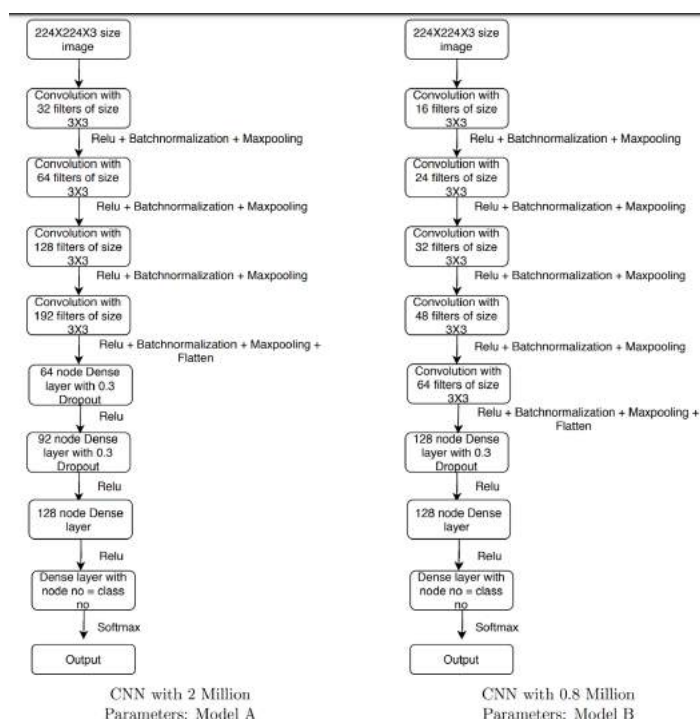 224X224X3 size
image
Convolution with
32 filters of size
3X3
Relu + Batchnormalization + Maxpooling
Convolution with
64 filters of size
3X3
Relu + Batchnormalization + Maxpooling
Convolution with
128 filters of size
3X3
Relu + Batchnormalization + Maxpooling
Convolution with
192 filters of size
3X3
Relu + Batchnormalization + Maxpooling +
Flatten
64 node Dense
layer with 0.3
Dropout
Relu
92 node Dense
layer with 0.3
Dropout
Relu
128 node Dense
layer
Relu
Dense layer with
node no = class
no
Softmax
Output
CNN with 2 Million
Parameters: Model A
224X224X3 size
image
Convolution with
16 filters of size
3X3
Relu + Batchnormalization + Maxpooling
Convolution with
24 filters of size
3X3
Relu + Batchnormalization + Maxpooling
Convolution with
32 filters of size
3X3
Relu + Batchnormalization + Maxpooling
Convolution with
48 filters of size
3X3
Relu + Batchnormalization + Maxpooling
Convolution with
64 filters of size
3X3
Relu + Batchnormalization + Maxpooling +
Flatten
128 node Dense
layer with 0.3
Dropout
Relu
128 node Dense
layer
Relu
Dense layer with
node no = class
no
Softmax
Output
CNN with 0.8 Million
Parameters: Model B